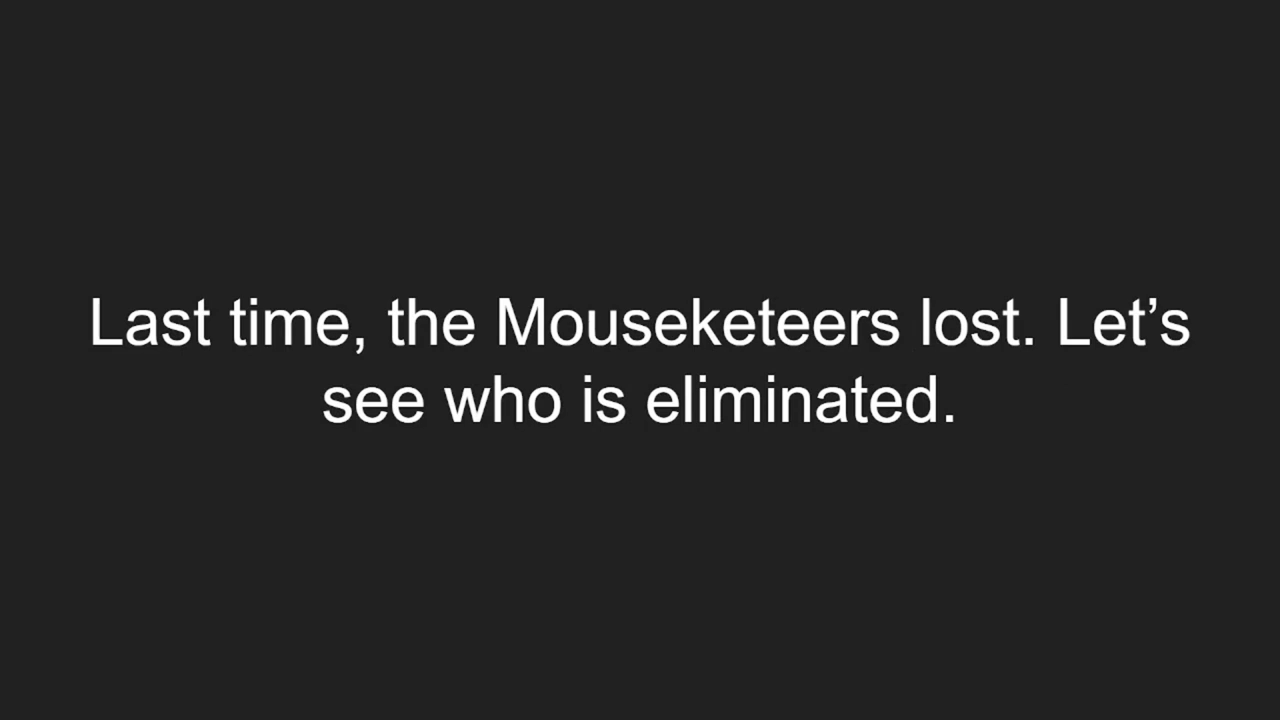 Last time, the Mouseketeers lost. Let’s
see who is eliminated.